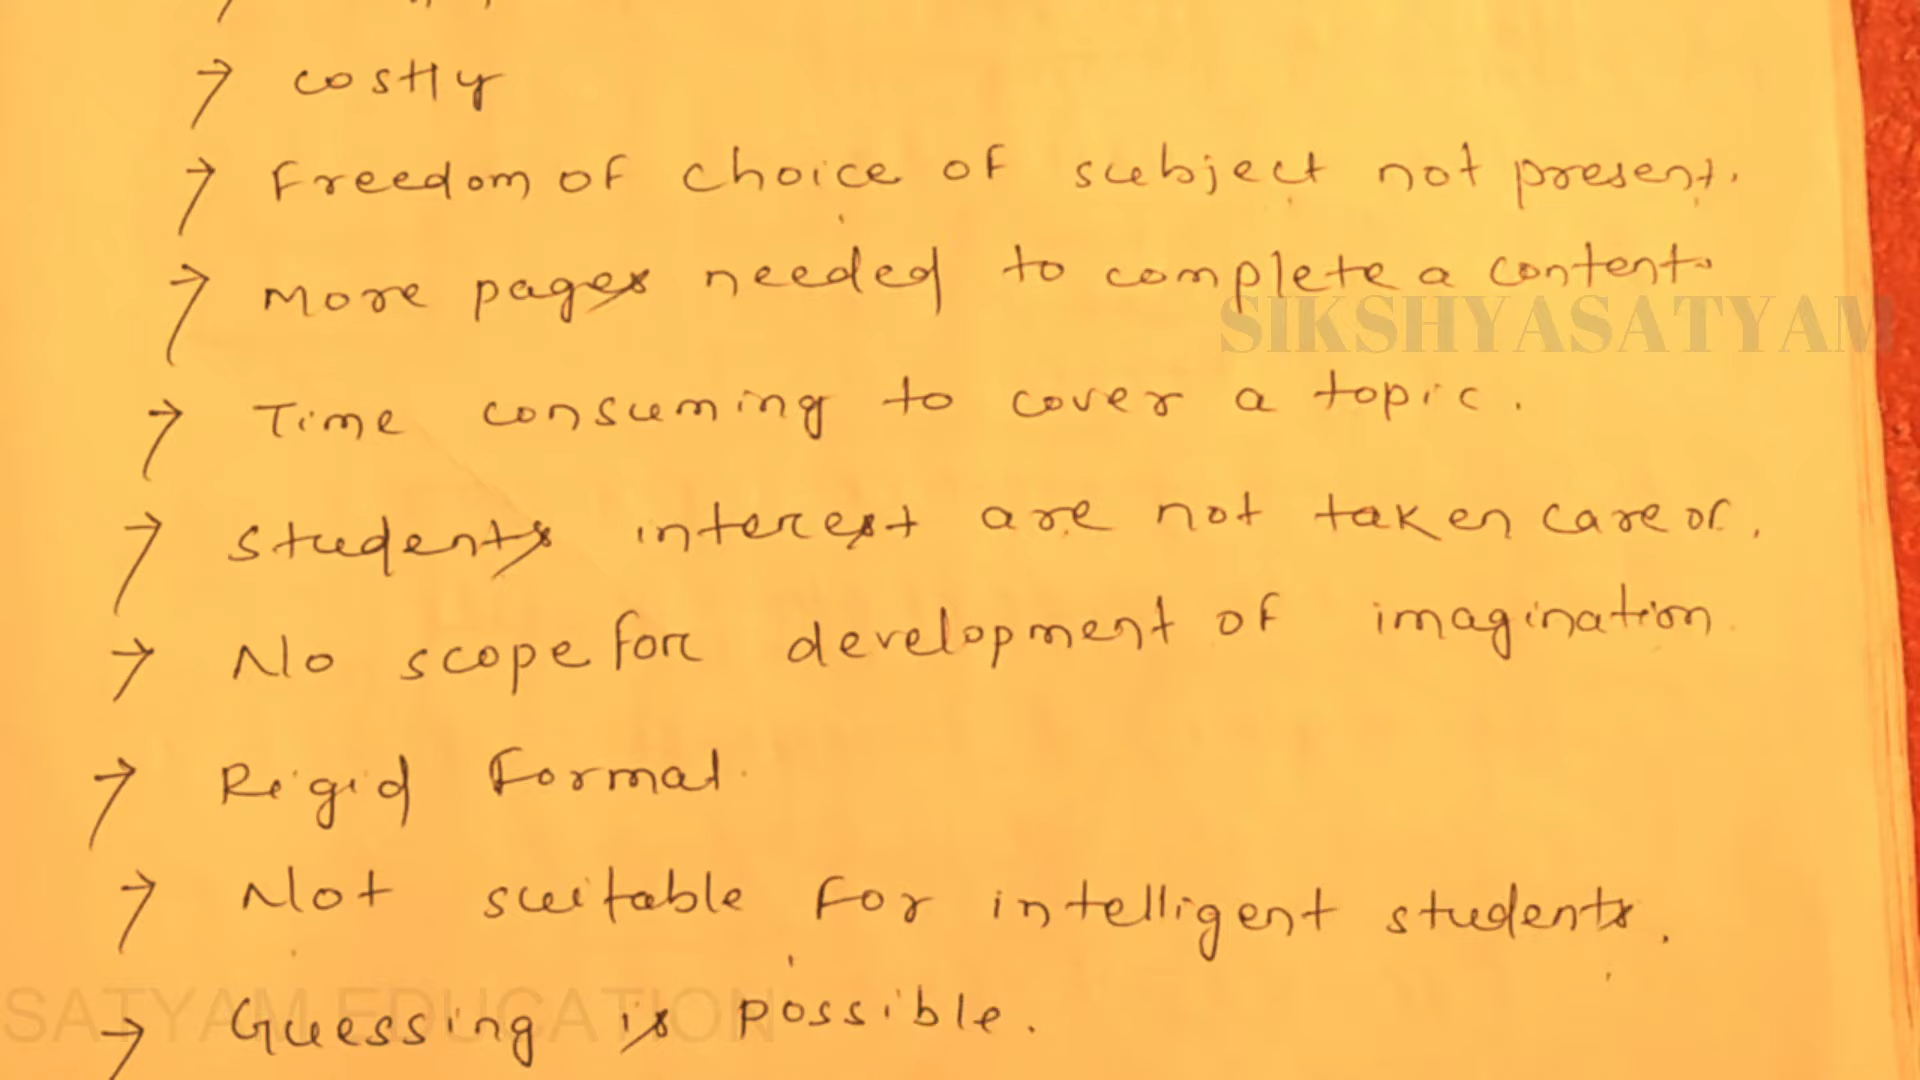 → costly
→ Freedom of choice of subject not present.
→ More pages needed to complete a content.
SIKSHYASATYAM
→ Time consuming to cover a topic.
→ Students interest are not taken care of.
→ No scope for development of imagination
→ Rigid Format.
→ Not suitable for intelligent students.
SATYAM EDUCATION
→ Guessing is possible.